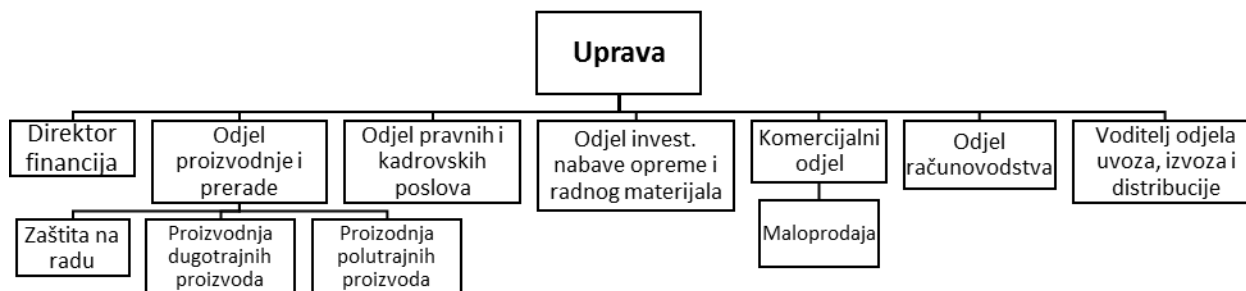 Uprava
Direktor
financija
Odjel
proizvodnje i
prerade
Odjel pravnih i
kadrovskih
poslova
Odjel invest.
nabave opreme i
radnog materijala
Komercijalni
odjel
Odjel
računovodstva
Voditelj odjela
uvoza, izvoza i
distribucije
Zaštita na
radu
Proizvodnja
dugotrajnih
proizvoda
Proizodnja
polutrajnih
proizvoda
Maloprodaja